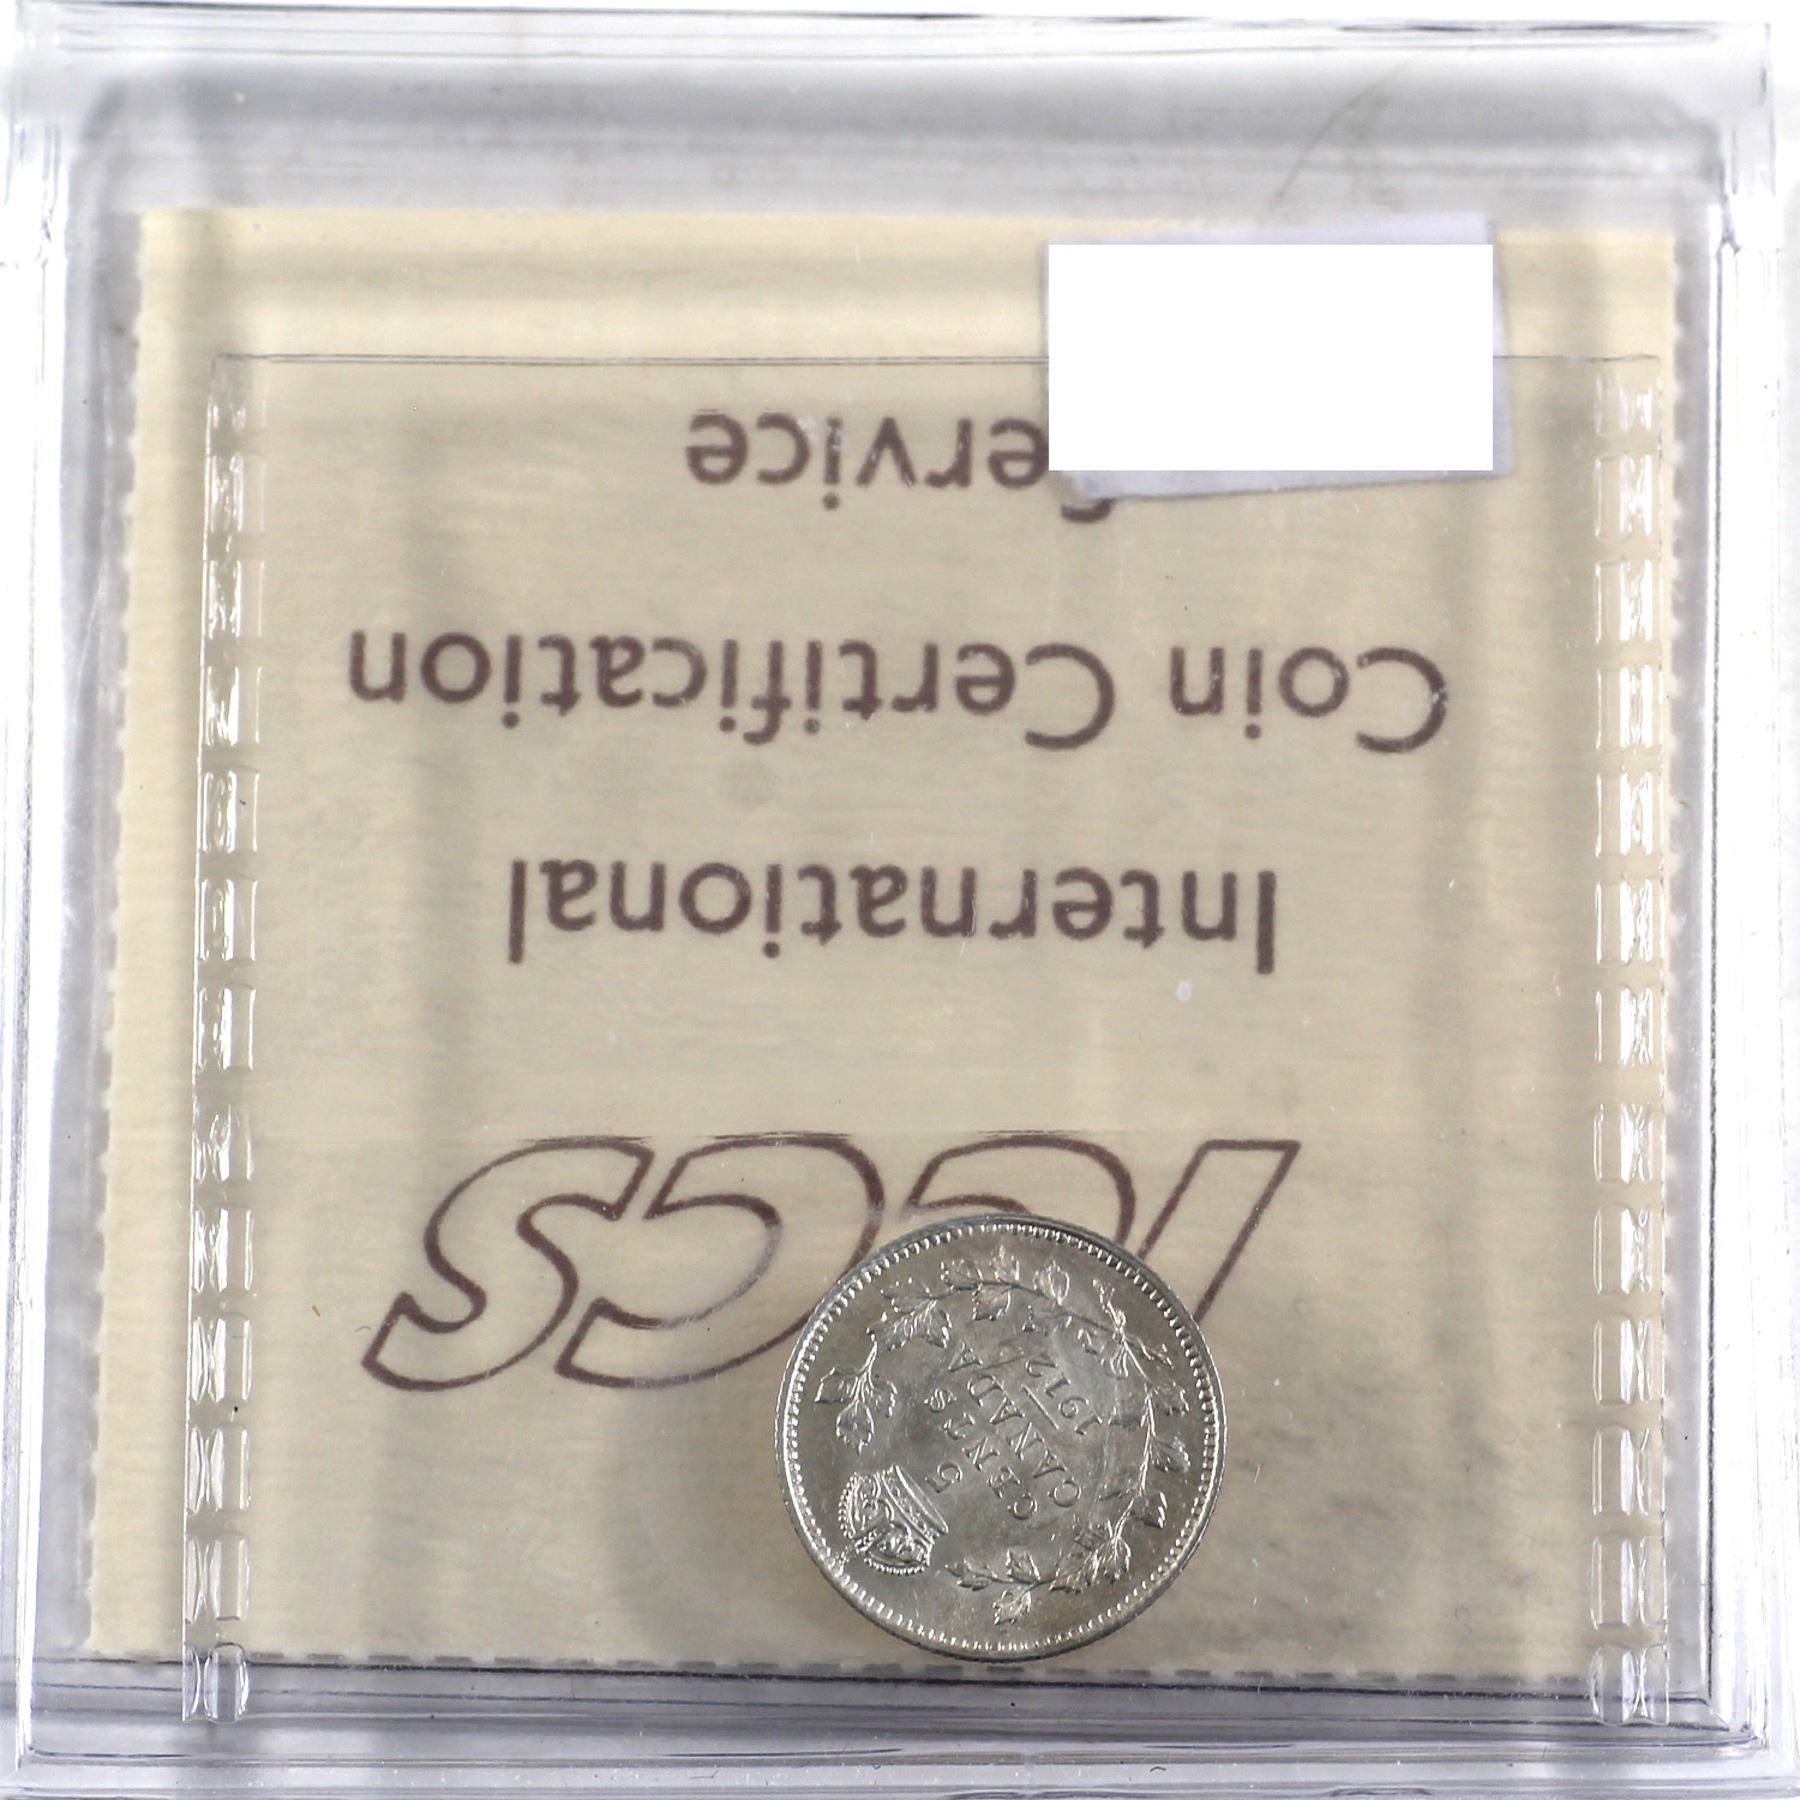 ICCS
International
Coin Certification
Service
5
CENTS
CANADA
1912